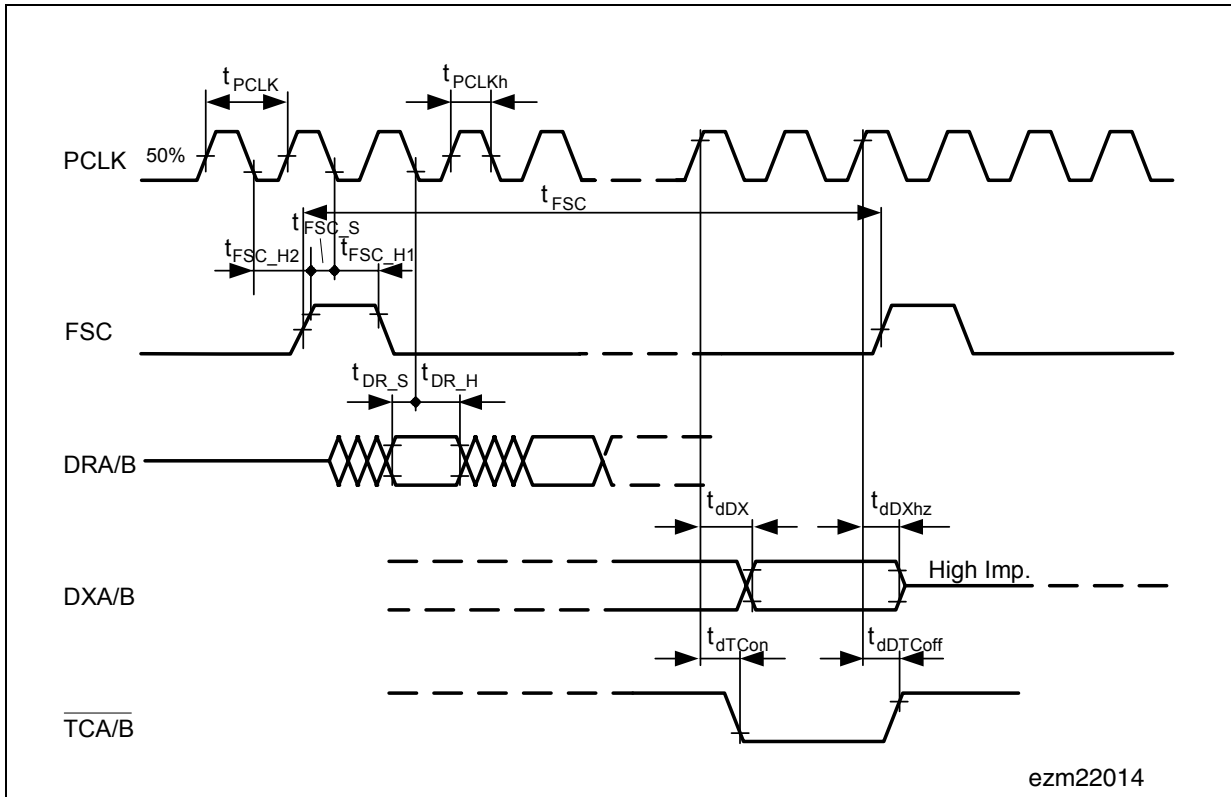 tPCLK
tPCLKh
PCLK
50%
tFSC
tFSC_S
tFSC_H2
tFSC_H1
FSC
tDR_S
tDR_H
DRA/B
tdDX
tdDXhz
DXA/B
High Imp.
tdTCon
tdDTCoff
TCA/B
ezm22014